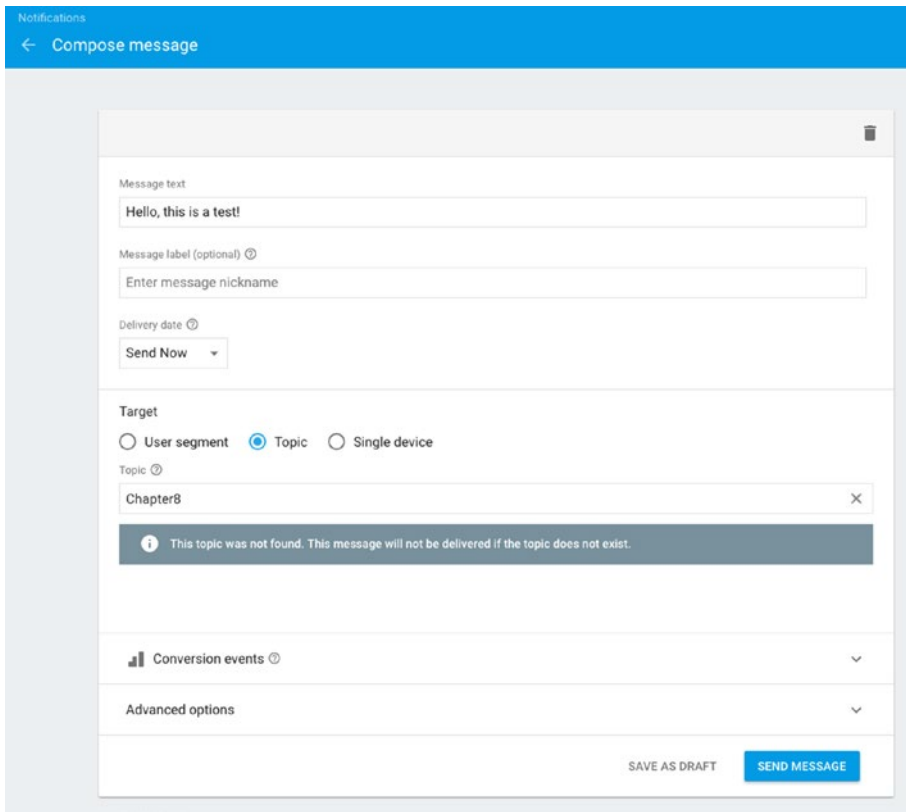 Notifications
Compose message
Message text
Hello, this is a test!
Message label (optional)
Enter message nickname
Delivery date
Send Now
Target
User segment Topic Single device
Topic
Chapter8
This topic was not found. This message will not be delivered if the topic does not exist.
Conversion events
Advanced options
SAVE AS DRAFT SEND MESSAGE